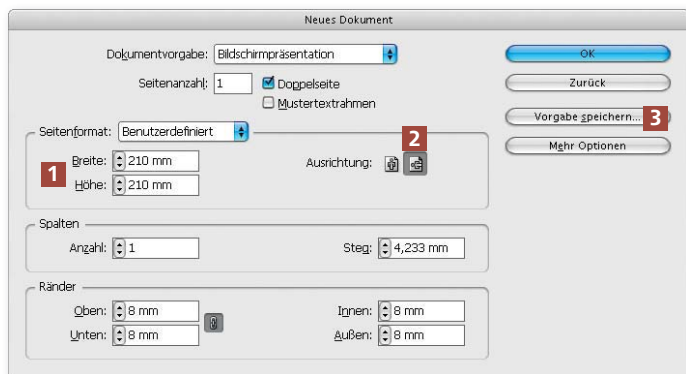 Neues Dokument
Dokumentvorgabe: Bildschirmpräsentation
OK
Seitenanzahl: 1 Doppelseite
Zurück
Mustertextrahmen
Vorgabe speichern... 3
Seitenformat: Benutzerdefiniert
2
Mehr Optionen
1 Breite: 210 mm Ausrichtung:
Höhe: 210 mm
Spalten
Anzahl: 1 Steg: 4,233 mm
Ränder
Oben: 8 mm Innen: 8 mm
Unten: 8 mm Außen: 8 mm